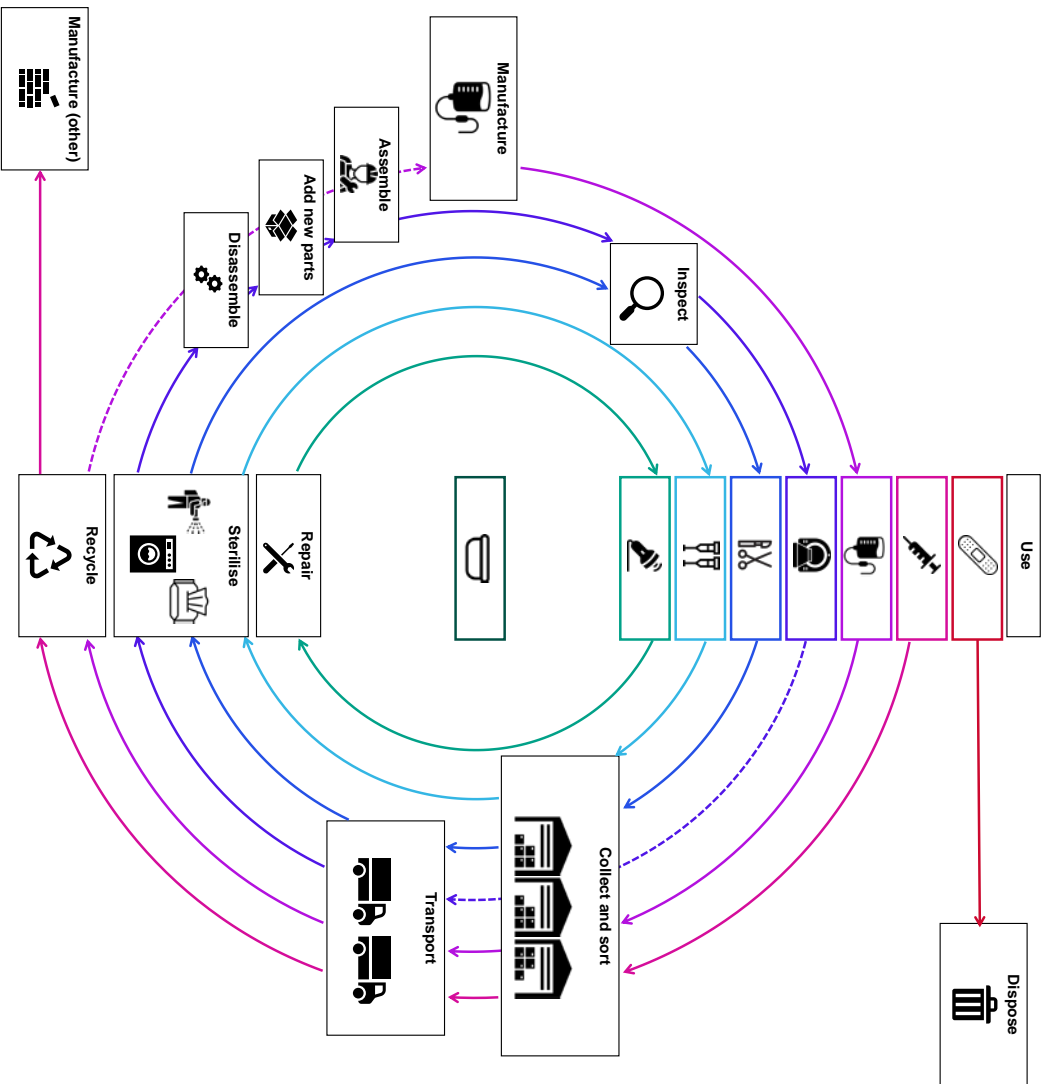 Use
Dispose
Inspect
Collect and sort
Manufacture
Transport
Assemble
Add new parts
Repair
Disassemble
Sterilise
Recycle
Manufacture (other)